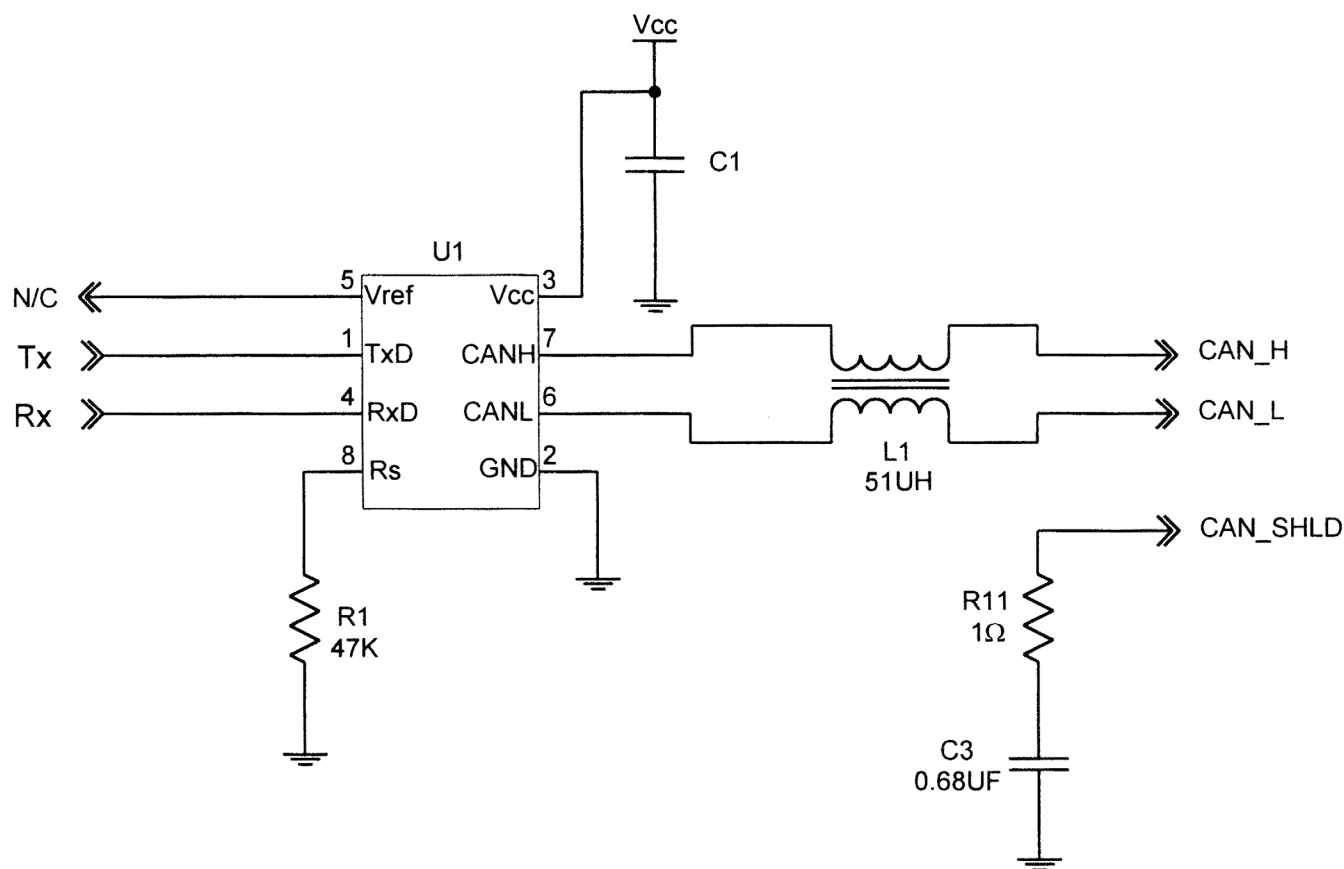 Vcc
C1
U1
N/C
5
Vref
Vcc
3
Tx
1
TxD
CANH
7
CAN_H
Rx
4
RxD
CANL
6
CAN_L
8
Rs
GND
2
L1
51UH
CAN_SHLD
R1
47K
R11
1Ω
C3
0.68UF